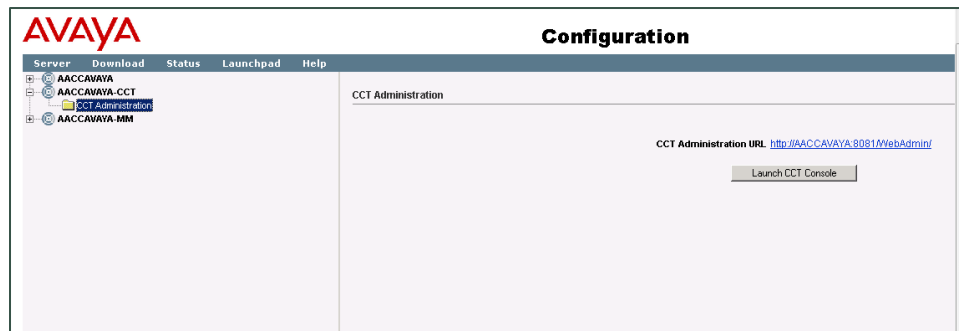 AVAYA
Configuration
Server Download Status Launchpad Help
AACCAVAYA
AACCAVAYA-CCT
CCT Administration
AACCAVAYA-MM
CCT Administration
CCT Administration URL http://AACCAVAYA:8081/WebAdmin/
Launch CCT Console